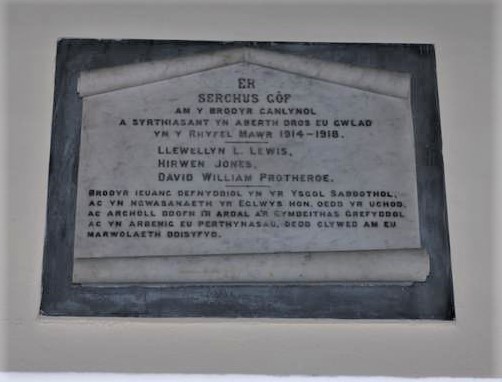 ER
SERCHUS GÔF
AM Y BRODYR CANLYNOL
A SYRTHIASANT YN ABERTH DROS EU GWLAD
YN Y RHYFEL MAWR 1914-1918.
LLEWELLYN L. LEWIS,
HIRWEN JONES,
DAVID WILLIAM PROTHEROE.
BRODYR IEUANC DEFNYDDIOL YN YR YSGOL SABBOTHOL,
AC YN NGWASANAETH YR EGLWYS HON, OEDD YR UCHOD,
AC ARCHOLL DDOFN I'R ARDAL A'R GYMDEITHAS GREFYDDOL
AC YN ARBENIG EU PERTHYNASAU, OEDD CLYWED AM EU
MARWOLAETH DDISYFYD.